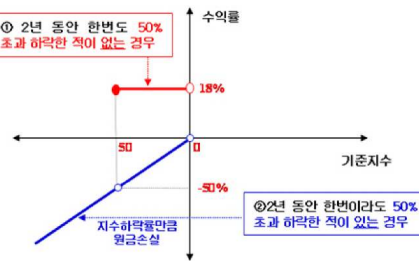 수익률
① 2년 동안 한번도 50%
초과 하락한 적이 없는 경우
18%
50
0
기준지수
-50%
②2년 동안 한번이라도 50%
초과 하락한 적이 있는 경우
지수하락률만큼
원금손실